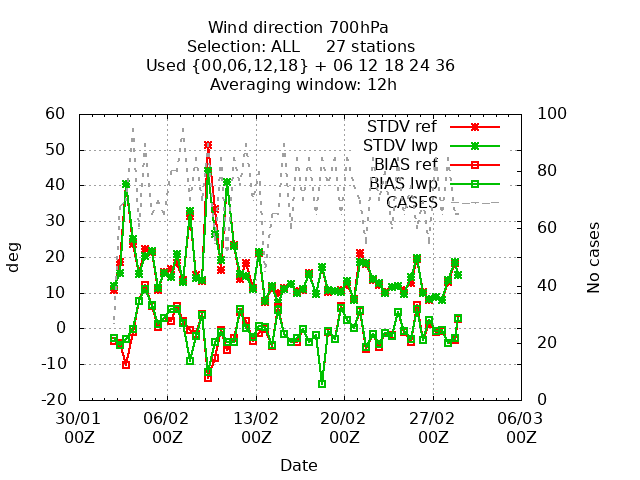 Wind direction 700hPa
Selection: ALL     27 stations
Used {00,06,12,18} + 06 12 18 24 36
Averaging window: 12h
STDV ref
STDV lwp
BIAS ref
BIAS lwp
CASES
60
50
40
30
20
10
0
-10
-20
deg
100
80
60
40
20
0
No cases
30/01 06/02 13/02 20/02 27/02 06/03
00Z 00Z 00Z 00Z 00Z 00Z
Date